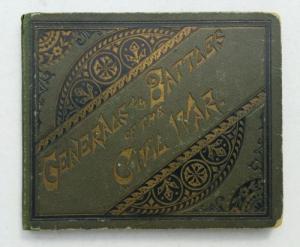 GENERALS AND BATTLES
OF THE
CIVIL WAR.